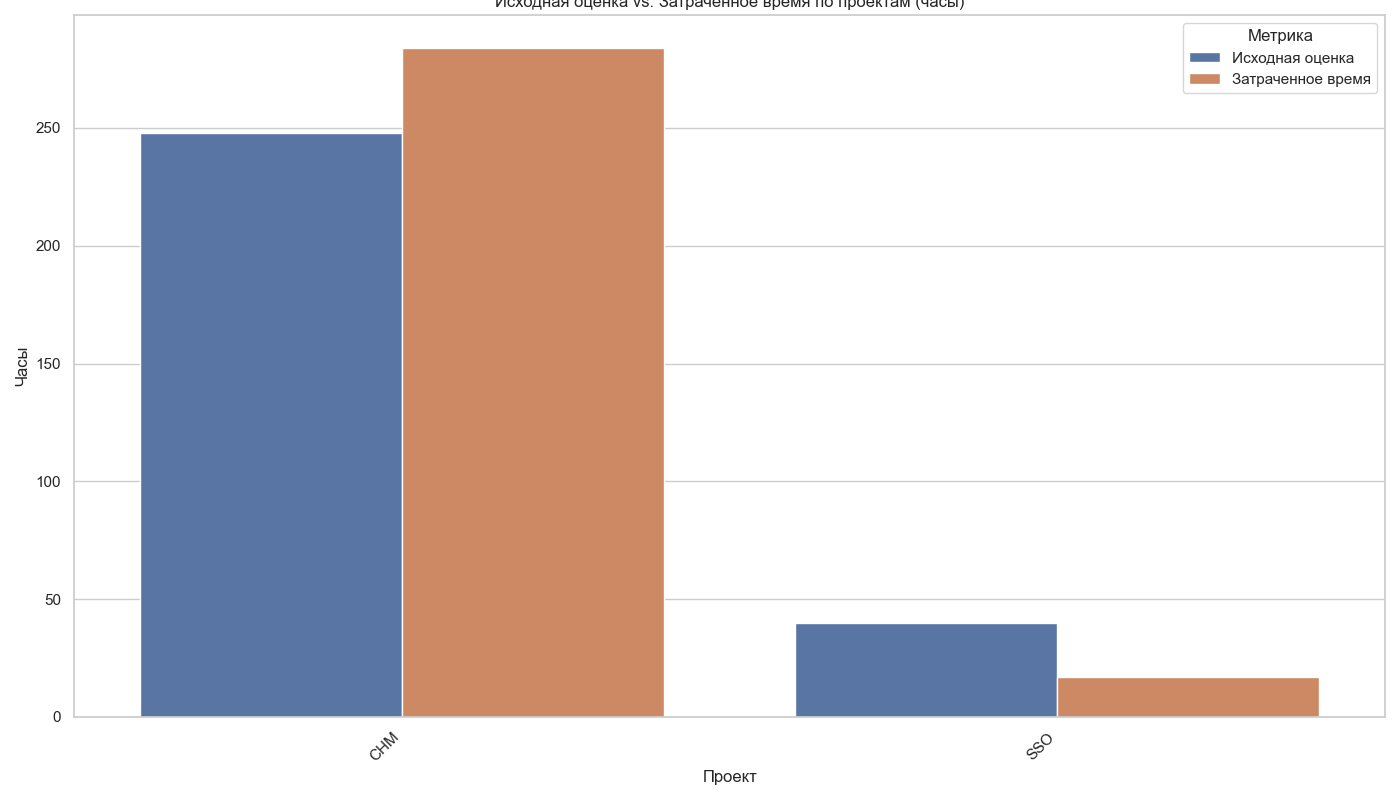 Исходная оценка vs. Затраченное время по проектам (часы)
Метрика
Исходная оценка
Затраченное время
250
200
150
100
50
0
Часы
CHM
SSO
Проект